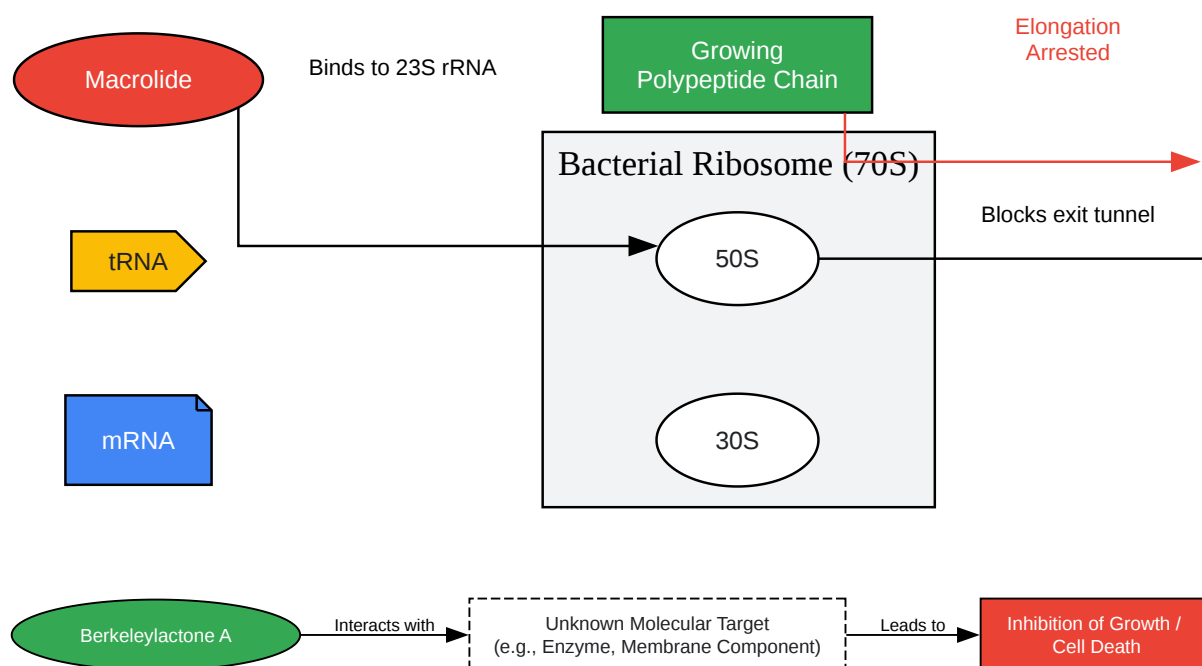 Macrolide
Binds to 23S rRNA
Growing
Polypeptide Chain
Elongation
Arrested
Bacterial Ribosome (70S)
Blocks exit tunnel
tRNA
50S
mRNA
30S
Berkeleylactone A
Interacts with
Unknown Molecular Target
(e.g., Enzyme, Membrane Component)
Leads to
Inhibition of Growth /
Cell Death